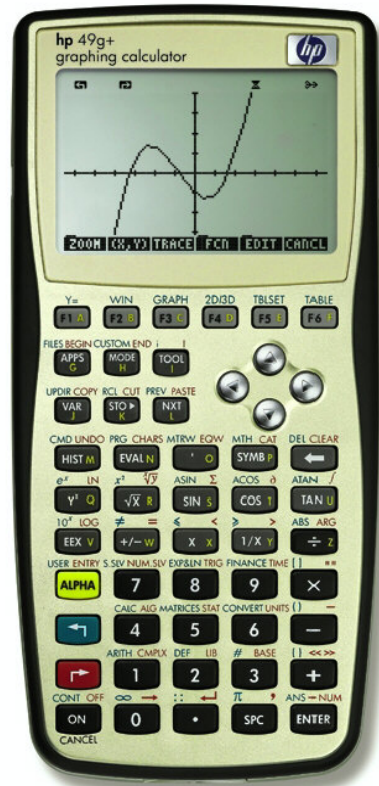 hp 49g+
graphing calculator
hp
ZOOM (X,Y) TRACE FCN EDIT CANCL
Y= WIN GRAPH 2D/3D TBLSET TABLE
F1 A F2 B F3 C F4 D F5 E F6 F
FILES BEGIN CUSTOM END i I
APPS G MODE H TOOL I
UPDIR COPY RCL CUT PREV PASTE
VAR J STO▶ K NXT L
CMD UNDO PRG CHARS MTRW EQW MTH CAT DEL CLEAR
HIST M EVAL N ' O SYMB P ←
eˣ LN x² ˣ√y ASIN Σ ACOS ∂ ATAN ∫
Yˣ Q √X R SIN S COS T TAN U
10ˣ LOG ≠ = ≤ < ≥ > ABS ARG
EEX V +/− W X X 1/X Y ÷ Z
USER ENTRY S.SLV NUM.SLV EXP&LN TRIG FINANCE TIME [ ] " "
ALPHA 7 8 9 ×
CALC ALG MATRICES STAT CONVERT UNITS ( ) _
4 5 6 −
ARITH CMPLX DEF LIB # BASE { } « »
1 2 3 +
CONT OFF ∞ → : : ↵ π , ANS →NUM
ON 0 . SPC ENTER
CANCEL